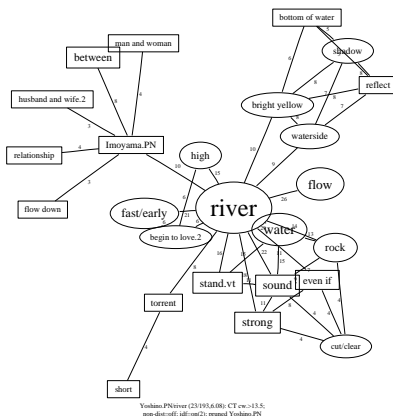 bottom of water
man and woman
shadow
between
reflect
husband and wife.2
bright yellow
waterside
Imoyama.PN
relationship
high
flow
flow down
river
fast/early
water
begin to love.2
rock
stand.vt
sound
even if
torrent
strong
cut/clear
short
Yoshino.PN/river (23/193,6.08): CT cw.>13.5;
non-dist=off; idf=on(2); pruned Yoshino.PN